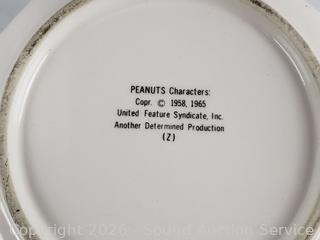 PEANUTS Characters:
Copr. © 1958, 1965
United Feature Syndicate, Inc.
Another Determined Production
(Z)
Copyright 2026 - Sound Auction Service